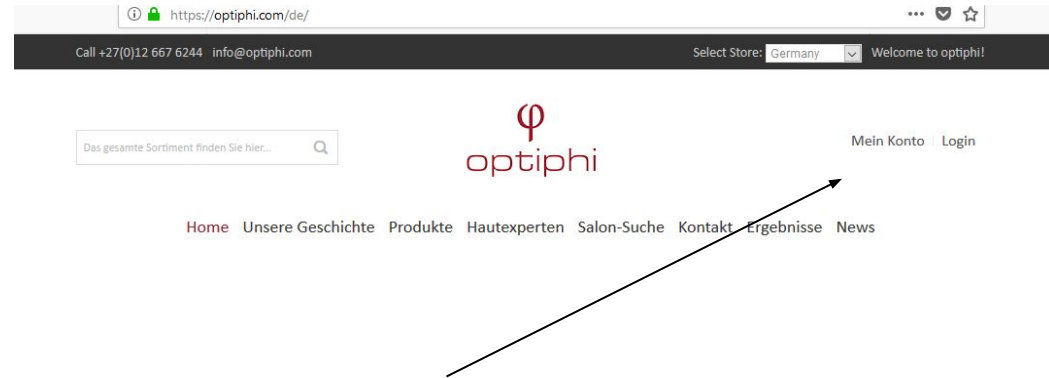 https://optiphi.com/de/
Call +27(0)12 667 6244 info@optiphi.com Select Store: Germany Welcome to optiphi!
φ
optiphi
Das gesamte Sortiment finden Sie hier... Mein Konto Login
Home Unsere Geschichte Produkte Hautexperten Salon-Suche Kontakt Ergebnisse News